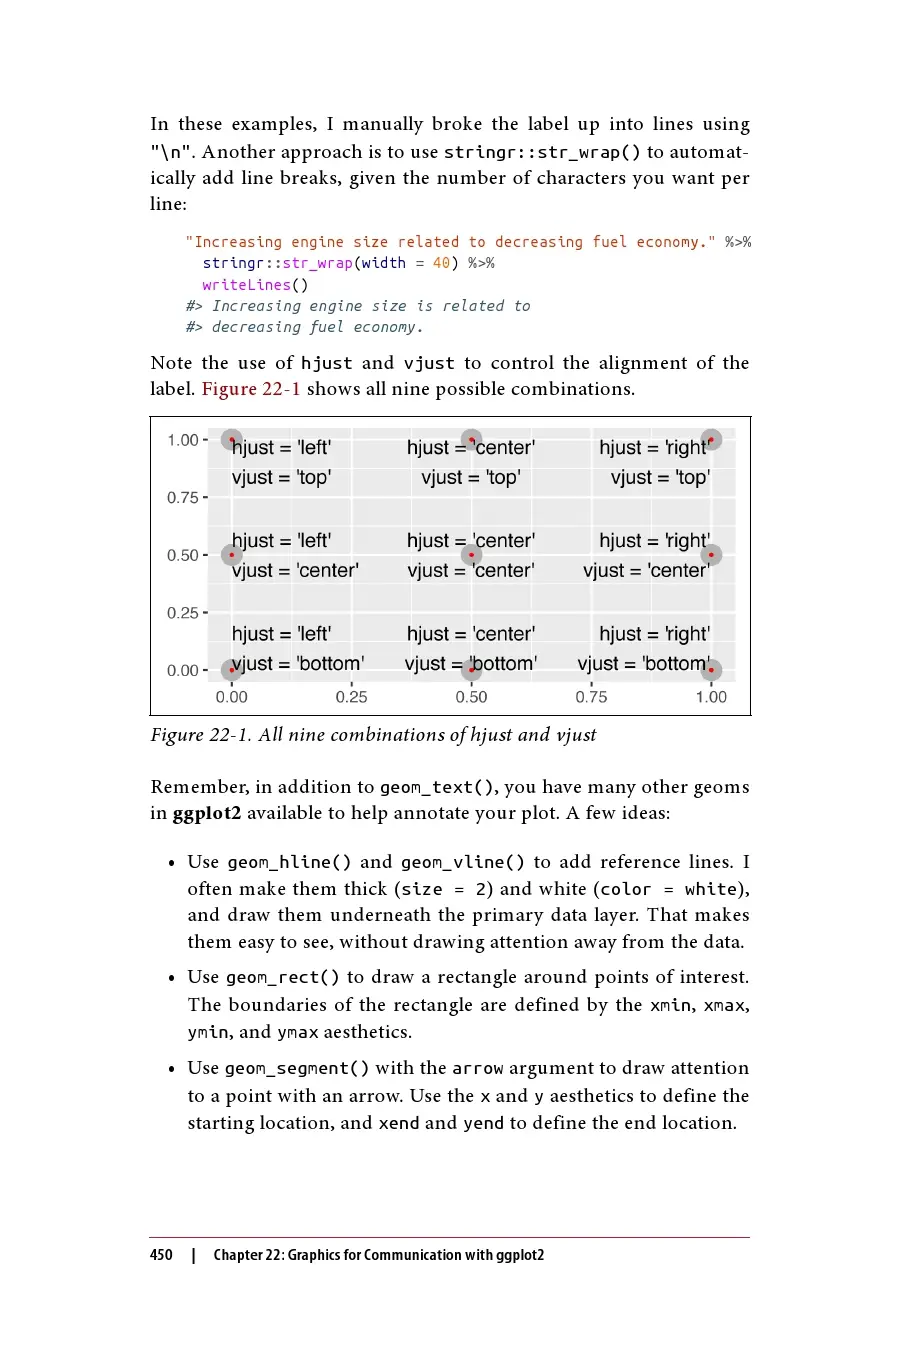 In these examples, I manually broke the label up into lines using
"\n". Another approach is to use stringr::str_wrap() to automat-
ically add line breaks, given the number of characters you want per
line:
"Increasing engine size related to decreasing fuel economy." %>%
stringr::str_wrap(width = 40) %>%
writeLines()
#> Increasing engine size is related to
#> decreasing fuel economy.
Note the use of hjust and vjust to control the alignment of the
label. Figure 22-1 shows all nine possible combinations.
1.00
hjust = 'left' hjust = 'center' hjust = 'right'
vjust = 'top' vjust = 'top' vjust = 'top'
0.75
hjust = 'left' hjust = 'center' hjust = 'right'
0.50
vjust = 'center' vjust = 'center' vjust = 'center'
0.25
hjust = 'left' hjust = 'center' hjust = 'right'
vjust = 'bottom' vjust = 'bottom' vjust = 'bottom'
0.00
0.00 0.25 0.50 0.75 1.00
Figure 22-1. All nine combinations of hjust and vjust
Remember, in addition to geom_text(), you have many other geoms
in ggplot2 available to help annotate your plot. A few ideas:
• Use geom_hline() and geom_vline() to add reference lines. I
often make them thick (size = 2) and white (color = white),
and draw them underneath the primary data layer. That makes
them easy to see, without drawing attention away from the data.
• Use geom_rect() to draw a rectangle around points of interest.
The boundaries of the rectangle are defined by the xmin, xmax,
ymin, and ymax aesthetics.
• Use geom_segment() with the arrow argument to draw attention
to a point with an arrow. Use the x and y aesthetics to define the
starting location, and xend and yend to define the end location.
450 | Chapter 22: Graphics for Communication with ggplot2